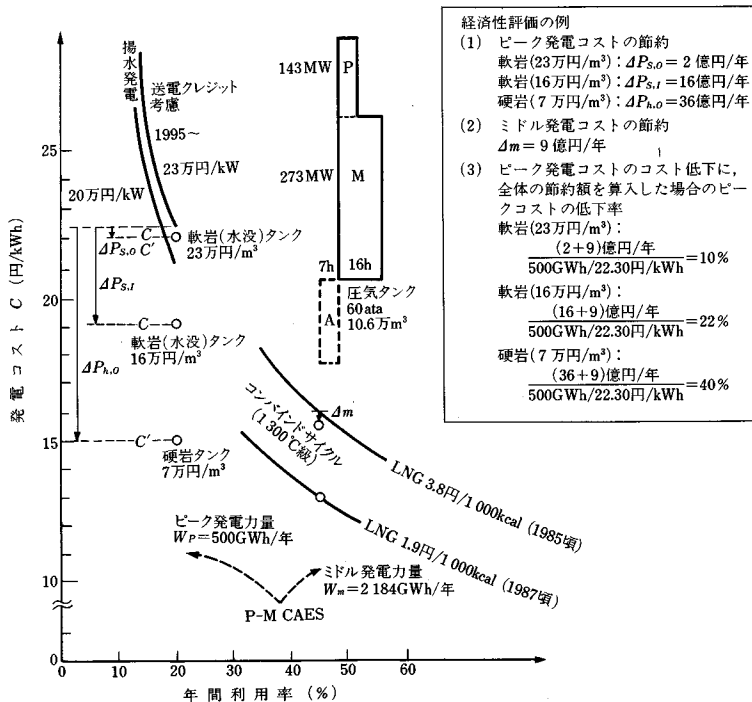 経済性評価の例
(1) ピーク発電コストの節約
軟岩(23万円/m³):ΔP_S,O=2億円/年
軟岩(16万円/m³):ΔP_S,I=16億円/年
硬岩(7万円/m³):ΔP_h,O=36億円/年
(2) ミドル発電コストの節約
Δm=9億円/年
(3) ピーク発電コストのコスト低下に,
全体の節約額を算入した場合のピー
クコストの低下率
軟岩(23万円/m³):
(2+9)億円/年
500GWh/22.30円/kWh
=10%
軟岩(16万円/m³):
(16+9)億円/年
500GWh/22.30円/kWh
=22%
硬岩(7万円/m³):
(36+9)億円/年
500GWh/22.30円/kWh
=40%
発電コスト C (円/kWh)
25
20
15
10
0
揚水発電
送電クレジット
考慮
1995~
23万円/kW
20万円/kW
143MW
P
273MW
M
7h
16h
A
圧気タンク
60ata
10.6万m³
ΔP_S,O
C
C′
軟岩(水没)タンク
23万円/m³
ΔP_S,I
C
軟岩(水没)タンク
16万円/m³
ΔP_h,O
C′
硬岩タンク
7万円/m³
Δm
コンバインドサイクル
(1300℃級)
LNG 3.8円/1000kcal (1985頃)
LNG 1.9円/1000kcal (1987頃)
ピーク発電力量
W_P=500GWh/年
ミドル発電力量
W_m=2184GWh/年
P-M CAES
0
10
20
30
40
50
60
年間利用率(%)